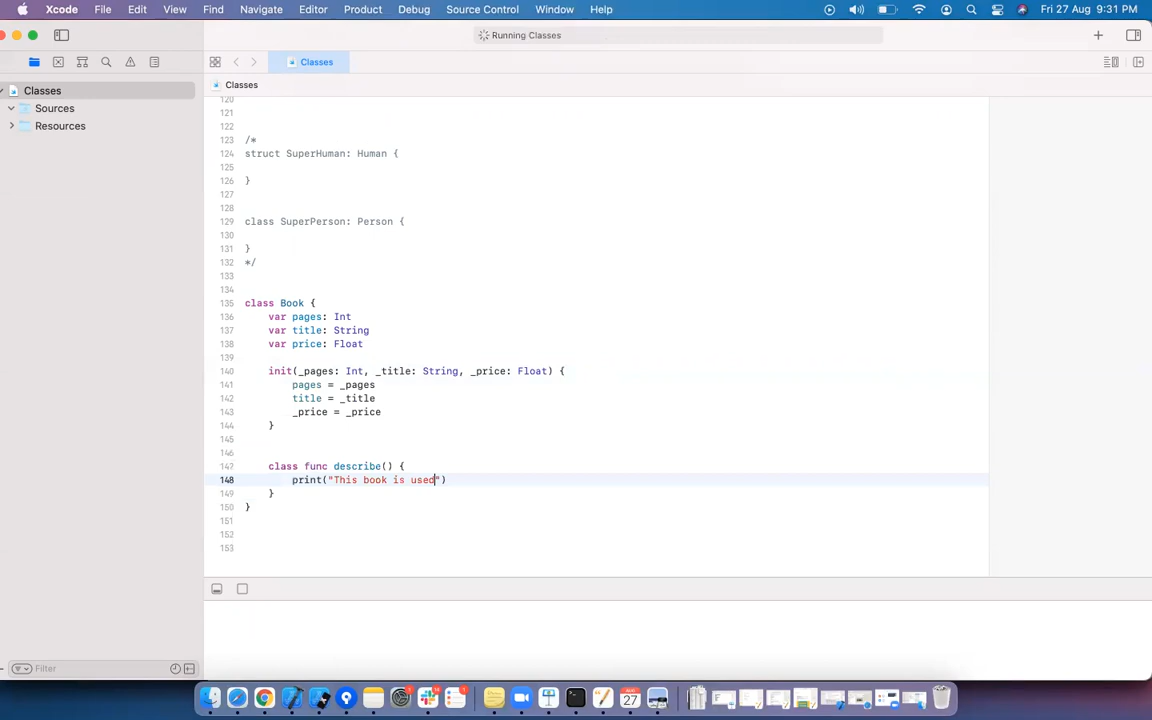 Xcode File Edit View Find Navigate Editor Product Debug Source Control Window Help Fri 27 Aug 9:31 PM
Running Classes
Classes
Classes
Classes
Sources
Resources
120
121
122
123 /*
124 struct SuperHuman: Human {
125
126 }
127
128
129 class SuperPerson: Person {
130
131 }
132 */
133
134
135 class Book {
136 var pages: Int
137 var title: String
138 var price: Float
139
140 init(_pages: Int, _title: String, _price: Float) {
141 pages = _pages
142 title = _title
143 _price = _price
144 }
145
146
147 class func describe() {
148 print("This book is used")
149 }
150 }
151
152
153
Filter